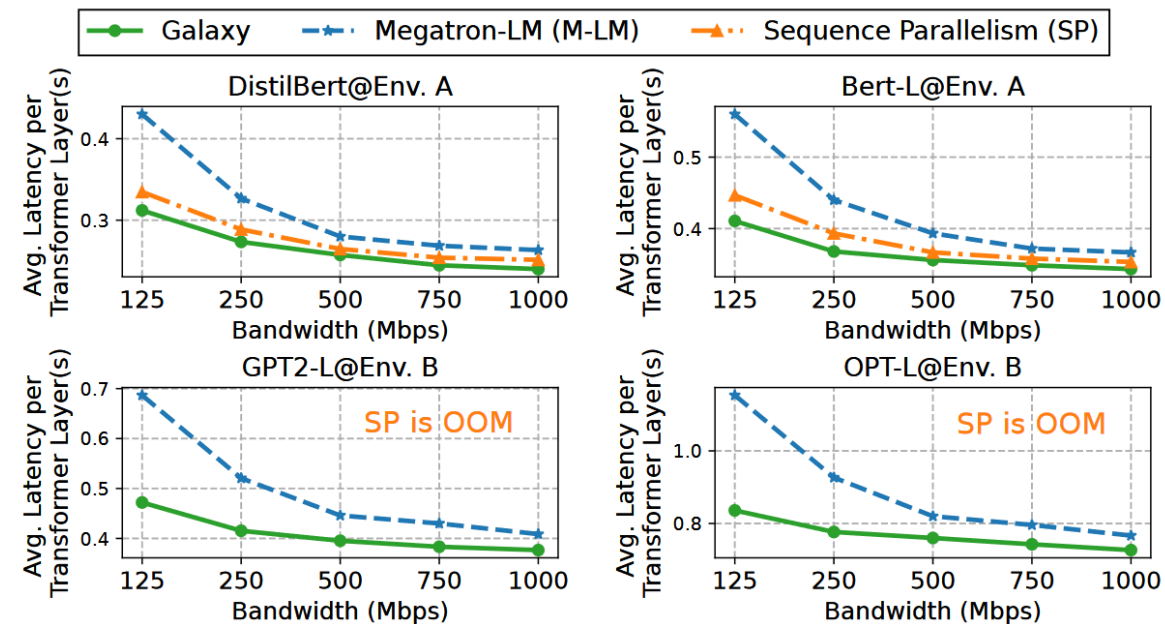 Galaxy Megatron-LM (M-LM) Sequence Parallelism (SP)
DistilBert@Env. A
Avg. Latency per
Transformer Layer(s)
0.4
0.3
125 250 500 750 1000
Bandwidth (Mbps)
Bert-L@Env. A
Avg. Latency per
Transformer Layer(s)
0.5
0.4
125 250 500 750 1000
Bandwidth (Mbps)
GPT2-L@Env. B
Avg. Latency per
Transformer Layer(s)
0.7
0.6
0.5
0.4
SP is OOM
125 250 500 750 1000
Bandwidth (Mbps)
OPT-L@Env. B
Avg. Latency per
Transformer Layer(s)
1.0
0.8
SP is OOM
125 250 500 750 1000
Bandwidth (Mbps)